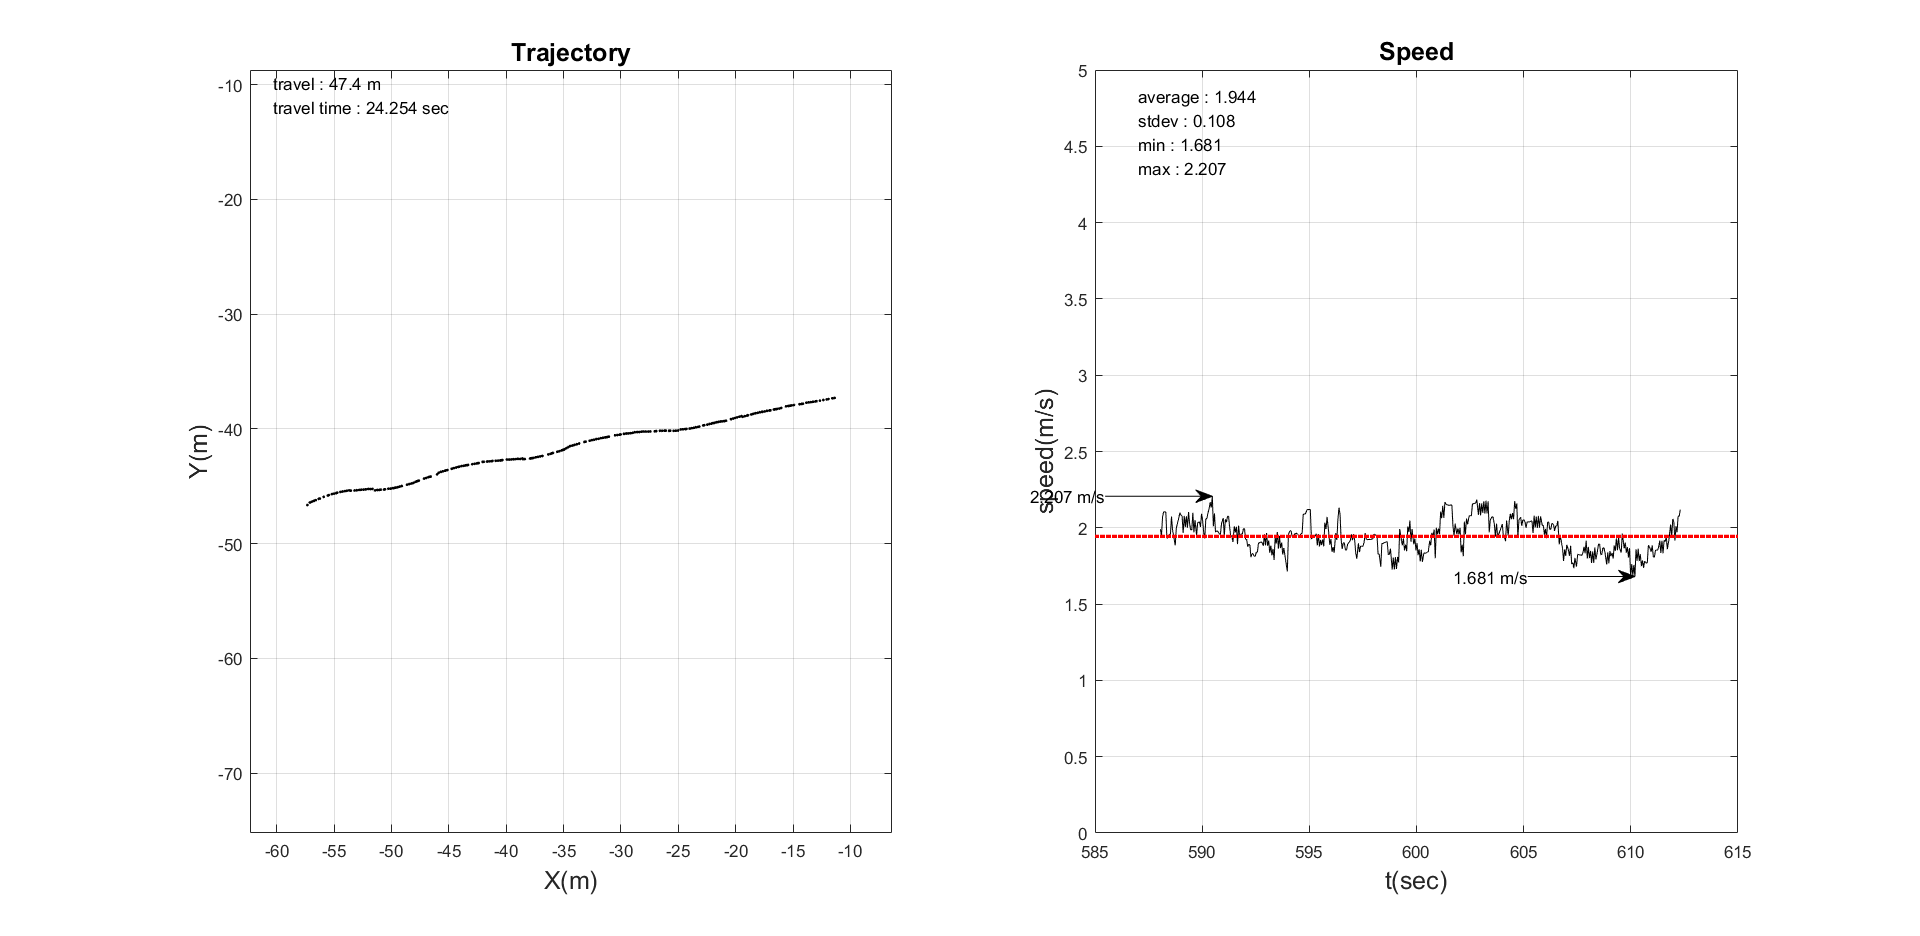 Trajectory
travel : 47.4 m
travel time : 24.254 sec
-10
-20
-30
-40
-50
-60
-70
Y(m)
-60 -55 -50 -45 -40 -35 -30 -25 -20 -15 -10
X(m)
Speed
average : 1.944
stdev : 0.108
min : 1.681
max : 2.207
5
4.5
4
3.5
3
2.5
2
1.5
1
0.5
0
speed(m/s)
2.207 m/s
1.681 m/s
585 590 595 600 605 610 615
t(sec)